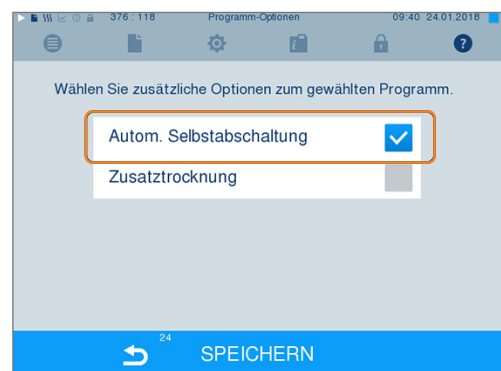 376 : 118 Programm-Optionen 09:40 24.01.2018
?
Wählen Sie zusätzliche Optionen zum gewählten Programm.
Autom. Selbstabschaltung
Zusatztrocknung
24
SPEICHERN